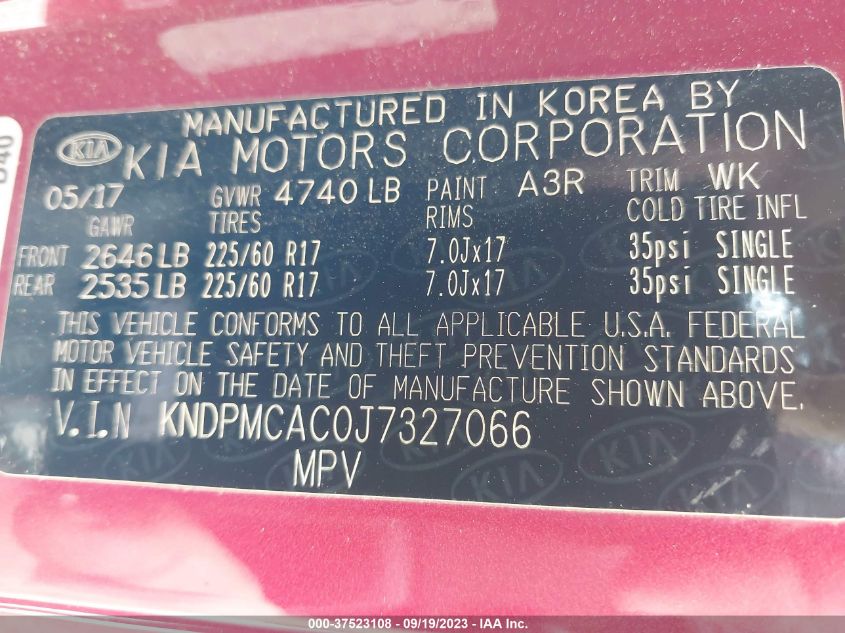 MANUFACTURED IN KOREA BY
KIA KIA MOTORS CORPORATION
05/17 GVWR 4740 LB PAINT A3R TRIM WK
GAWR TIRES RIMS COLD TIRE INFL
FRONT 2646 LB 225/60 R17 7.0Jx17 35psi SINGLE
REAR 2535 LB 225/60 R17 7.0Jx17 35psi SINGLE
THIS VEHICLE CONFORMS TO ALL APPLICABLE U.S.A. FEDERAL
MOTOR VEHICLE SAFETY AND THEFT PREVENTION STANDARDS
IN EFFECT ON THE DATE OF MANUFACTURE SHOWN ABOVE.
V.I.N KNDPMCAC0J7327066
MPV
000-37523108 - 09/19/2023 - IAA Inc.